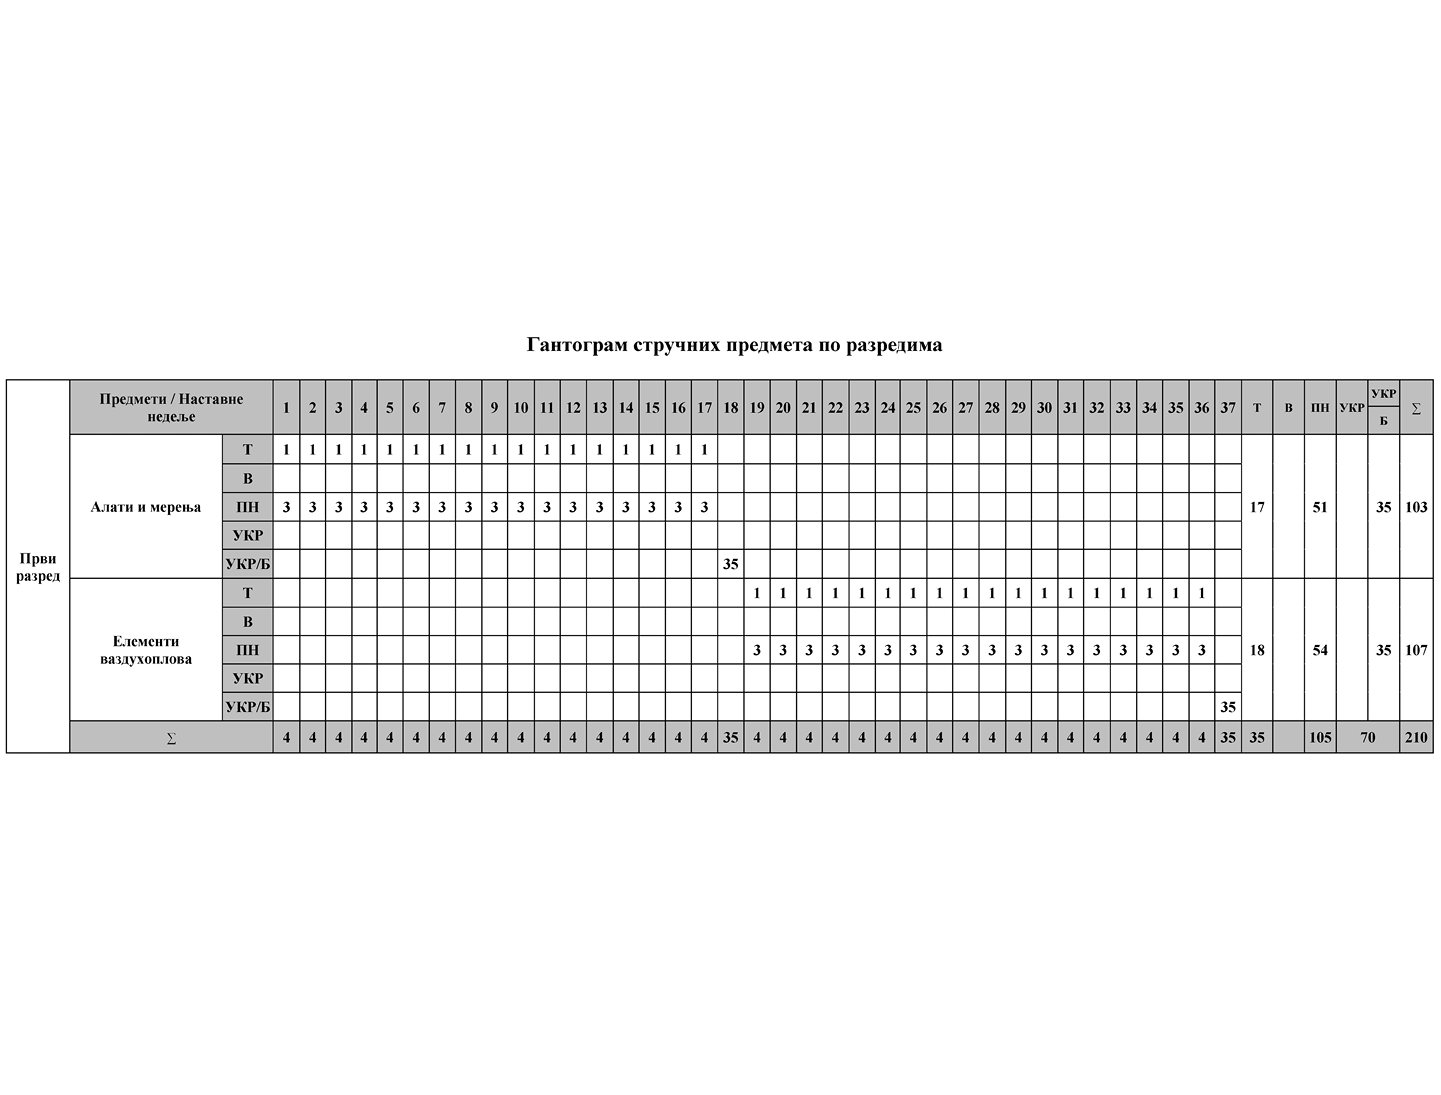 Гантограм стручних предмета по разредима
Предмети / Наставне
недеље
1 2 3 4 5 6 7 8 9 10 11 12 13 14 15 16 17 18 19 20 21 22 23 24 25 26 27 28 29 30 31 32 33 34 35 36 37 Т В ПН УКР УКР Б ∑
Први
разред
Алати и мерења
Т 1 1 1 1 1 1 1 1 1 1 1 1 1 1 1 1 1
В
ПН 3 3 3 3 3 3 3 3 3 3 3 3 3 3 3 3 3 17 51 35 103
УКР
УКР/Б 35
Елементи
ваздухоплова
Т 1 1 1 1 1 1 1 1 1 1 1 1 1 1 1 1 1 1
В
ПН 3 3 3 3 3 3 3 3 3 3 3 3 3 3 3 3 3 3 18 54 35 107
УКР
УКР/Б 35
∑ 4 4 4 4 4 4 4 4 4 4 4 4 4 4 4 4 4 35 4 4 4 4 4 4 4 4 4 4 4 4 4 4 4 4 4 4 35 35 105 70 210